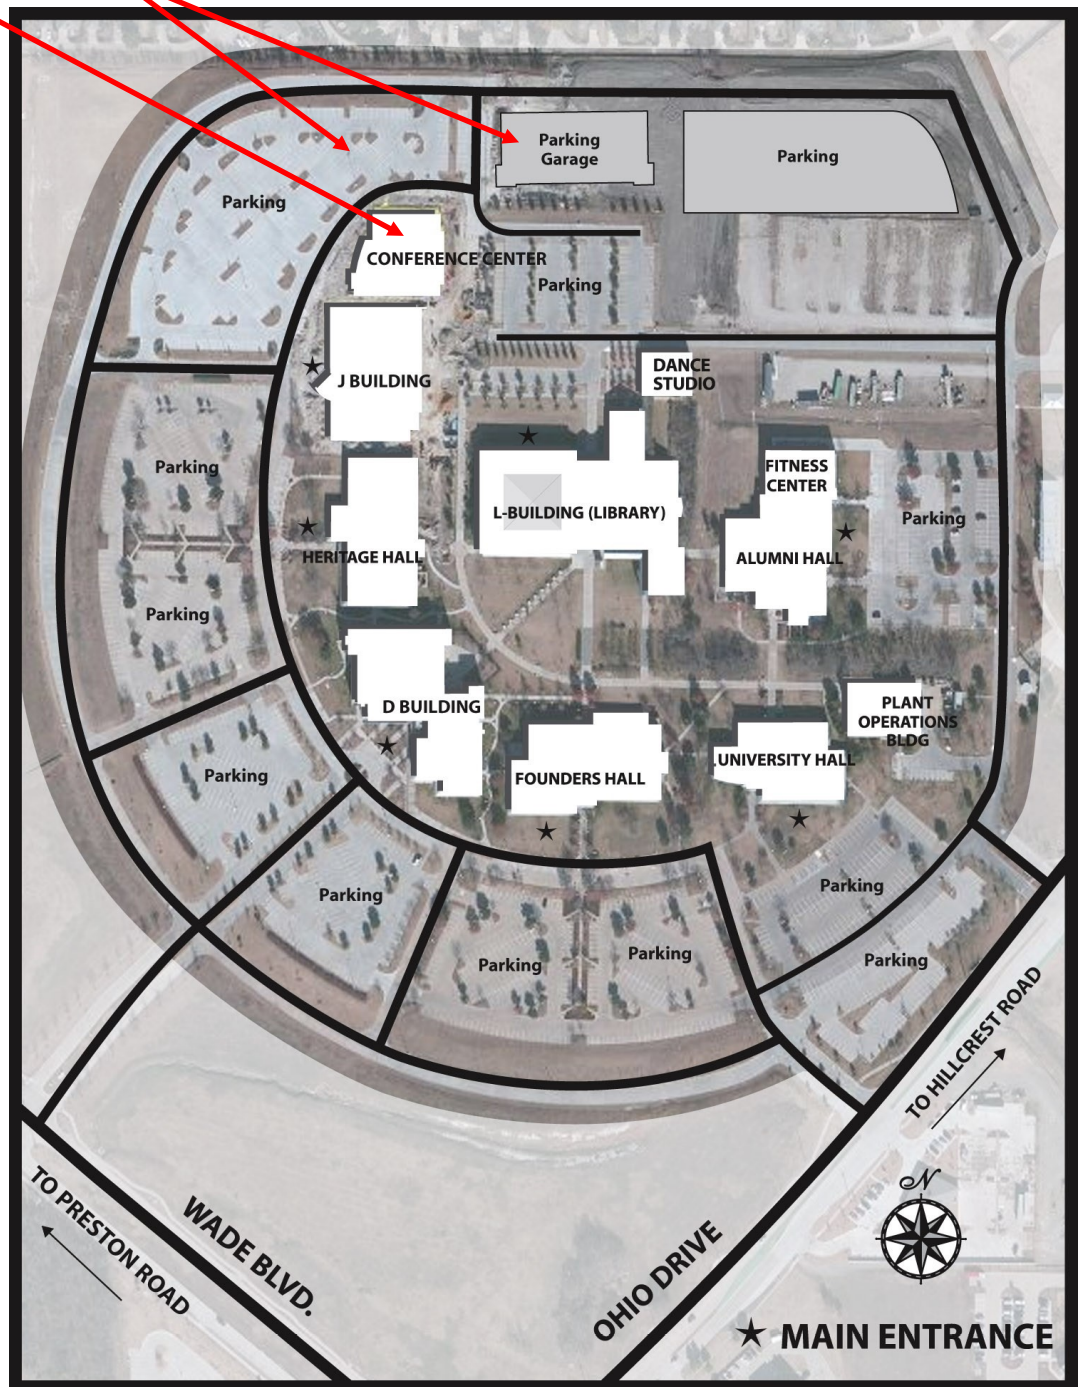 Parking
Garage
Parking
Parking
CONFERENCE CENTER
Parking
J BUILDING
DANCE
STUDIO
Parking
FITNESS
CENTER
L-BUILDING (LIBRARY)
Parking
HERITAGE HALL
ALUMNI HALL
Parking
D BUILDING
PLANT
OPERATIONS
BLDG
Parking
FOUNDERS HALL
UNIVERSITY HALL
Parking
Parking
Parking
Parking
Parking
TO HILLCREST ROAD
TO PRESTON ROAD
WADE BLVD.
OHIO DRIVE
N
★ MAIN ENTRANCE